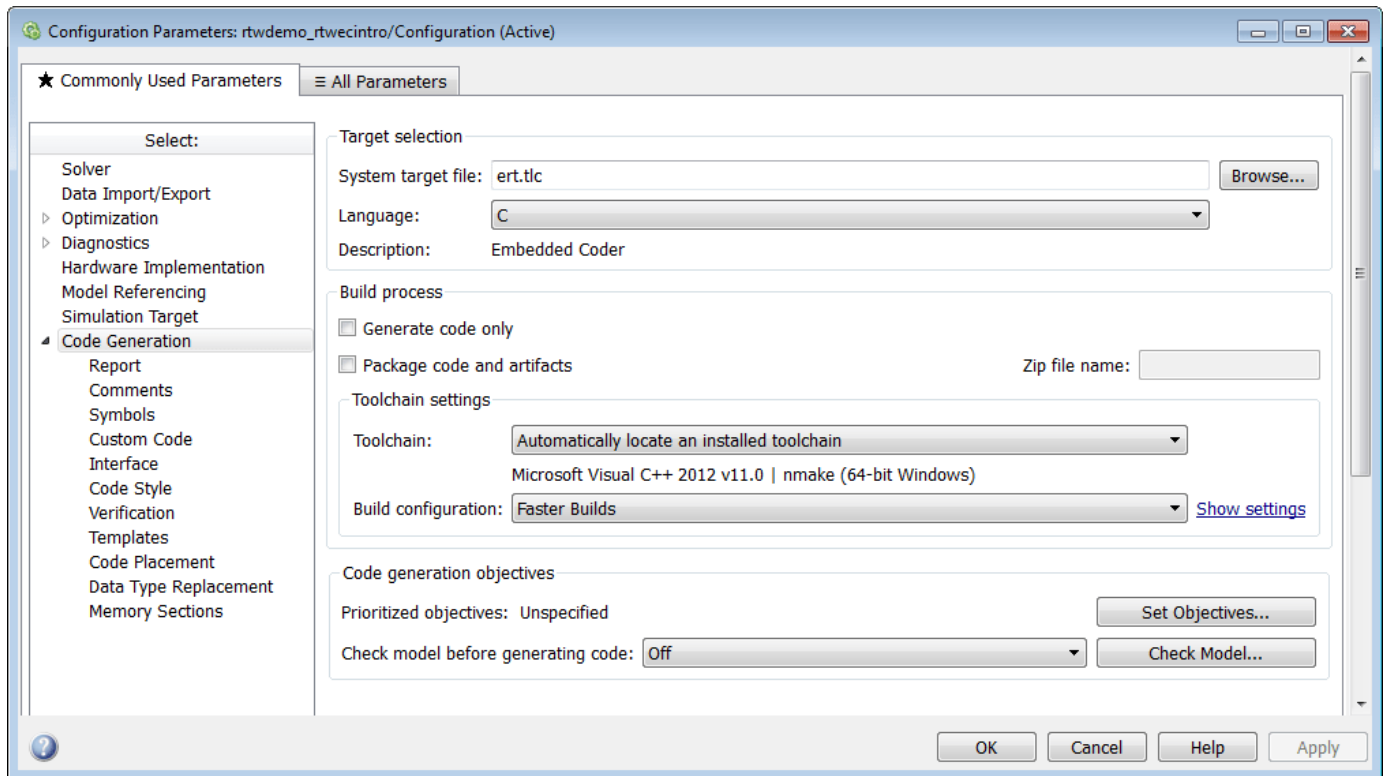 Configuration Parameters: rtwdemo_rtwecintro/Configuration (Active)
★ Commonly Used Parameters
≡ All Parameters
Select:
Solver
Data Import/Export
Optimization
Diagnostics
Hardware Implementation
Model Referencing
Simulation Target
Code Generation
Report
Comments
Symbols
Custom Code
Interface
Code Style
Verification
Templates
Code Placement
Data Type Replacement
Memory Sections
Target selection
System target file: ert.tlc Browse...
Language: C
Description: Embedded Coder
Build process
Generate code only
Package code and artifacts Zip file name:
Toolchain settings
Toolchain: Automatically locate an installed toolchain
Microsoft Visual C++ 2012 v11.0 | nmake (64-bit Windows)
Build configuration: Faster Builds Show settings
Code generation objectives
Prioritized objectives: Unspecified Set Objectives...
Check model before generating code: Off Check Model...
? OK Cancel Help Apply